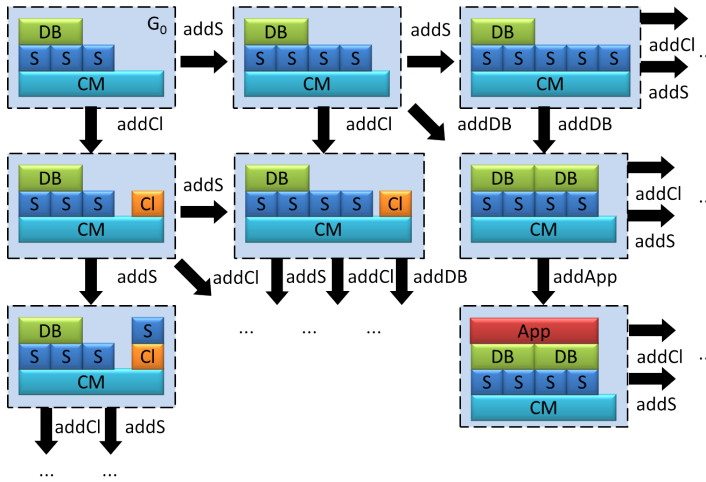 DB G₀ addS DB addS DB
S S S S S S S S S S S S addCl ...
CM CM CM addS
addCl addCl addDB addDB
DB addS DB DB DB addCl ...
S S S Cl S S S S Cl S S S S addS
CM CM CM
addS addCl addS addCl addDB addApp
... ... ...
DB S App addCl ...
S S S Cl DB DB
CM S S S S addS
CM
addCl addS
... ...